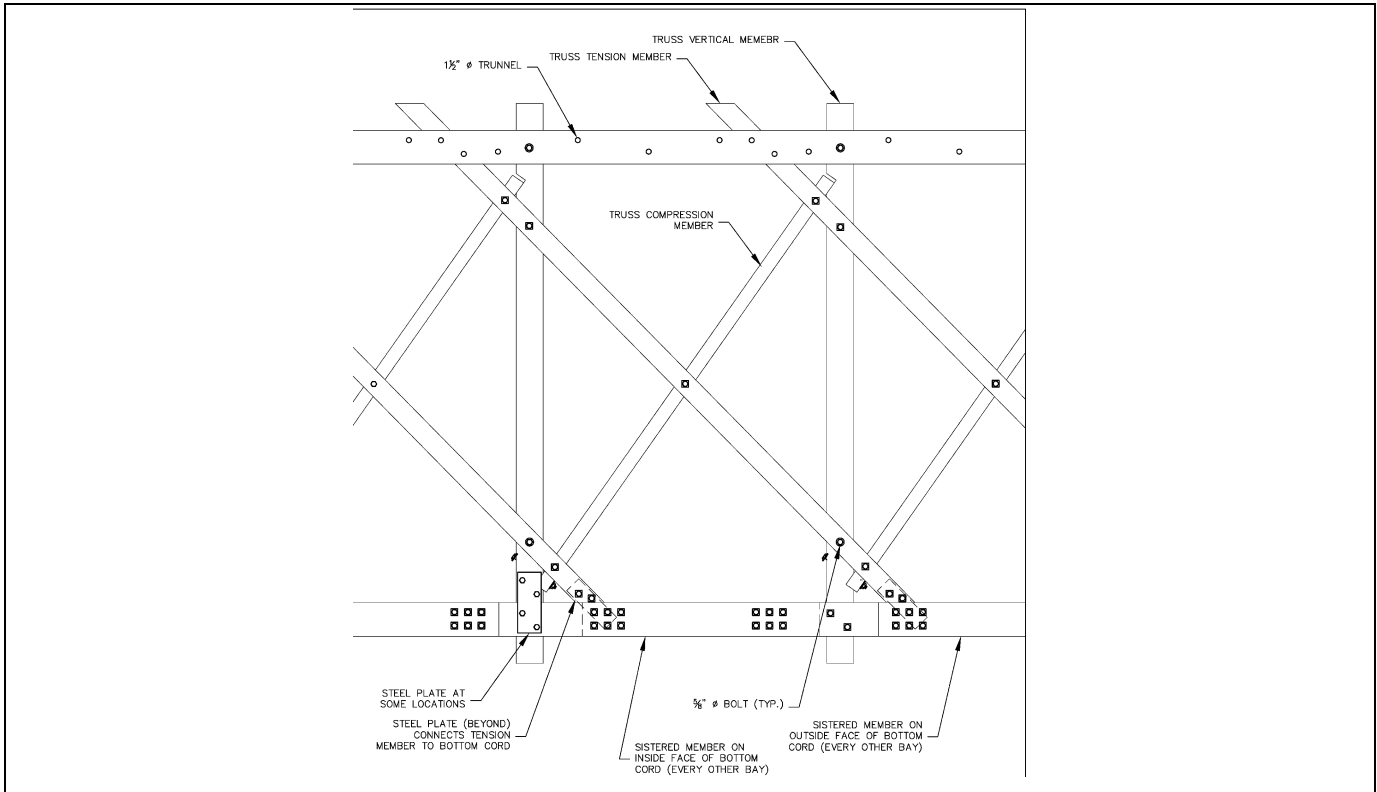 TRUSS VERTICAL MEMEBR
TRUSS TENSION MEMBER
1½" ø TRUNNEL
TRUSS COMPRESSION
MEMBER
STEEL PLATE AT
SOME LOCATIONS
STEEL PLATE (BEYOND)
CONNECTS TENSION
MEMBER TO BOTTOM CORD
⅝" ø BOLT (TYP.)
SISTERED MEMBER ON
INSIDE FACE OF BOTTOM
CORD (EVERY OTHER BAY)
SISTERED MEMBER ON
OUTSIDE FACE OF BOTTOM
CORD (EVERY OTHER BAY)